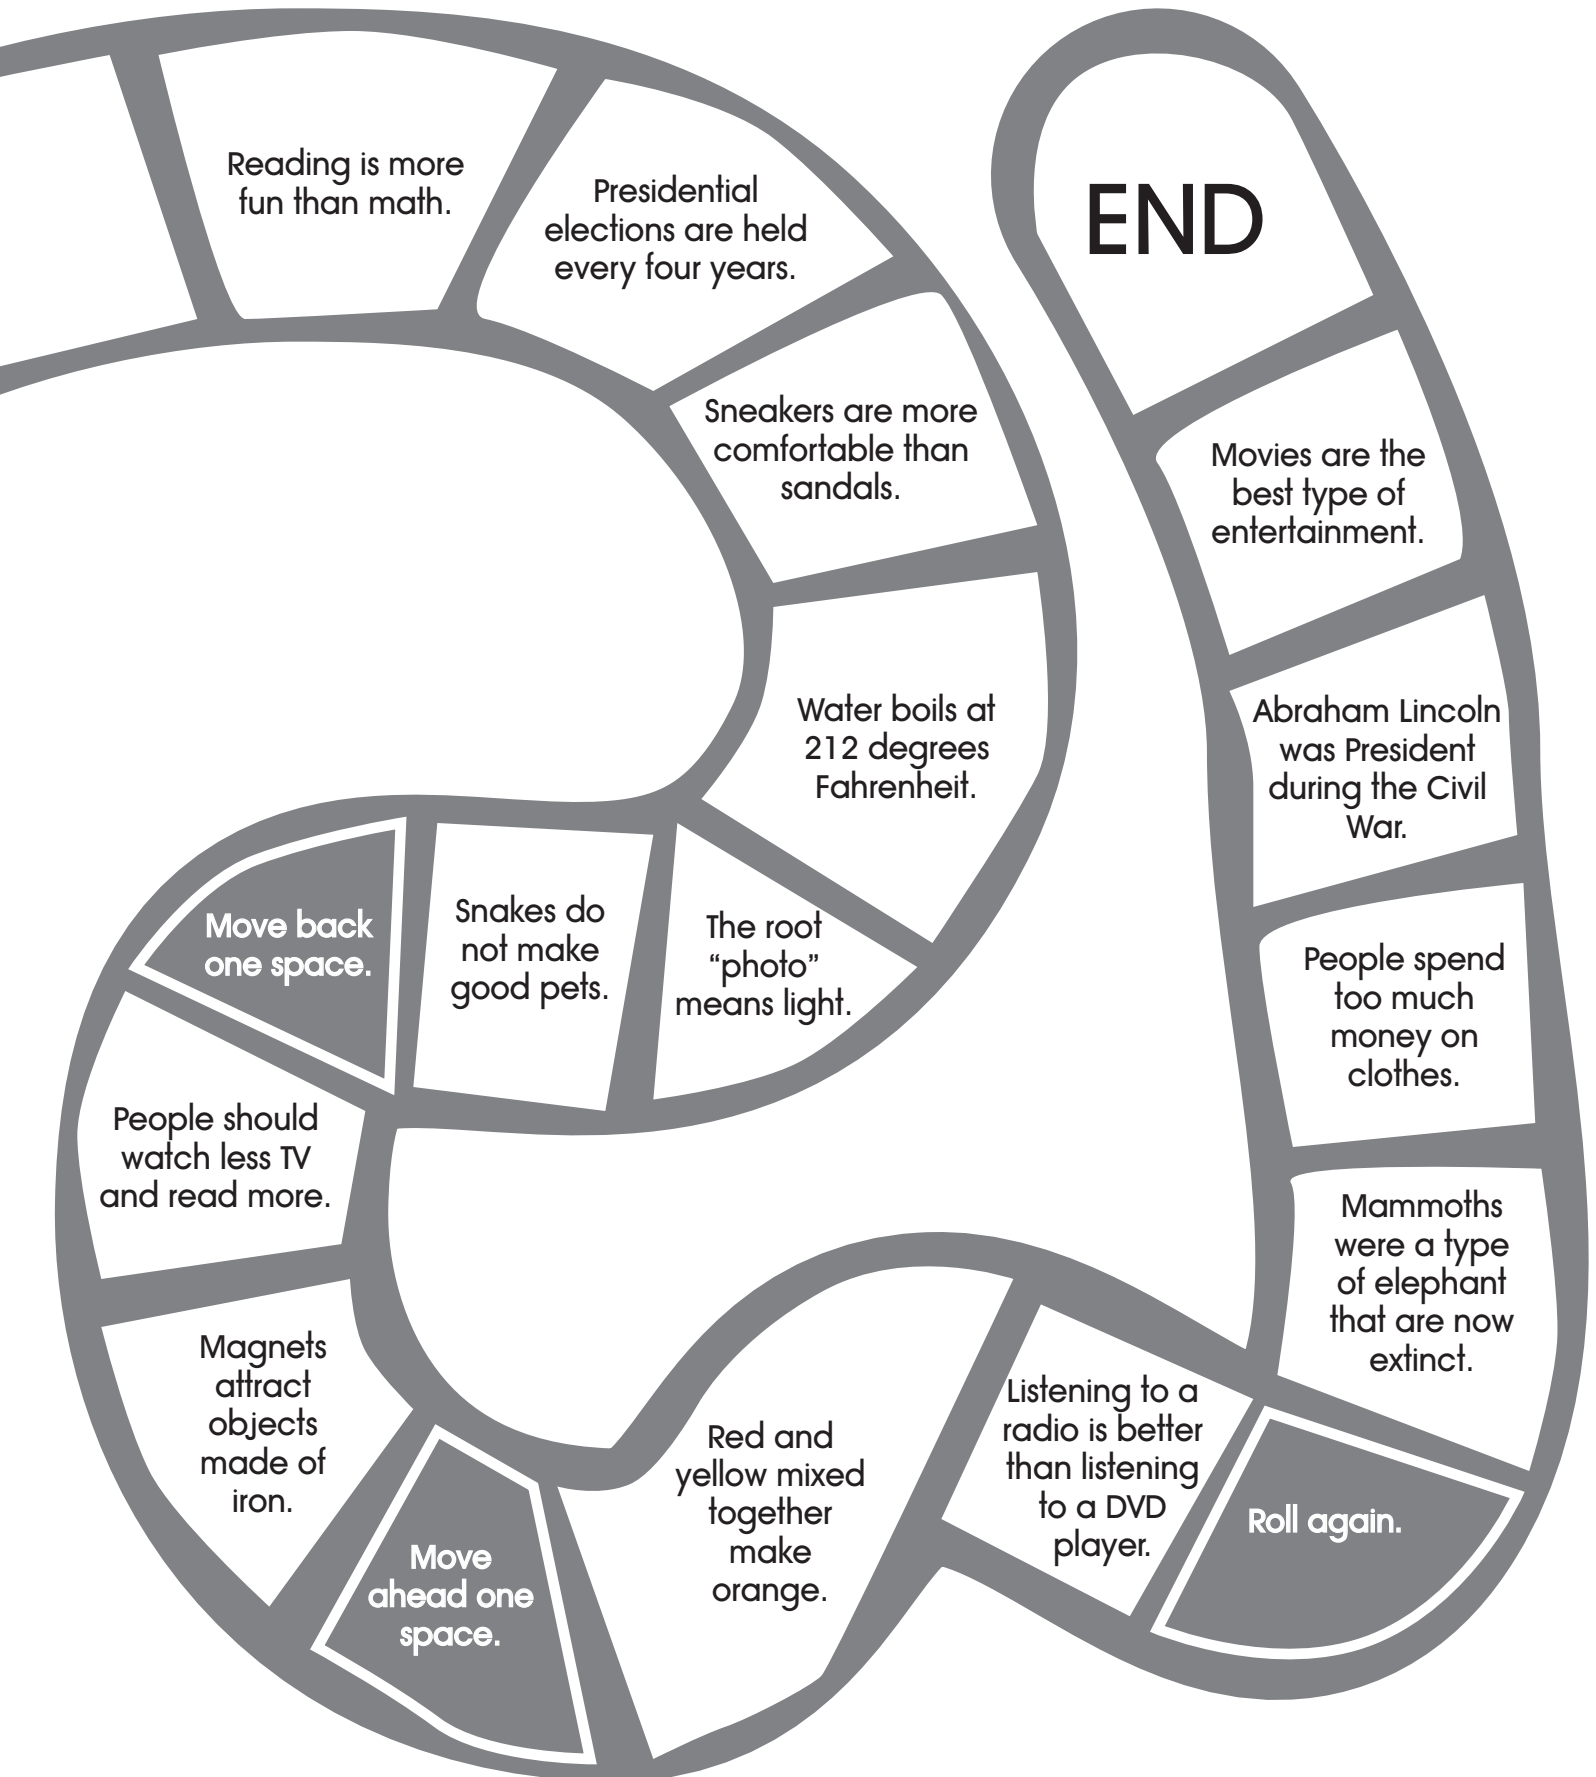 Reading is more
fun than math.
Presidential
elections are held
every four years.
Sneakers are more
comfortable than
sandals.
Water boils at
212 degrees
Fahrenheit.
The root
“photo”
means light.
Snakes do
not make
good pets.
Move back
one space.
People should
watch less TV
and read more.
Magnets
attract
objects
made of
iron.
Move
ahead one
space.
Red and
yellow mixed
together
make
orange.
Listening to a
radio is better
than listening
to a DVD
player.
Roll again.
Mammoths
were a type
of elephant
that are now
extinct.
People spend
too much
money on
clothes.
Abraham Lincoln
was President
during the Civil
War.
Movies are the
best type of
entertainment.
END